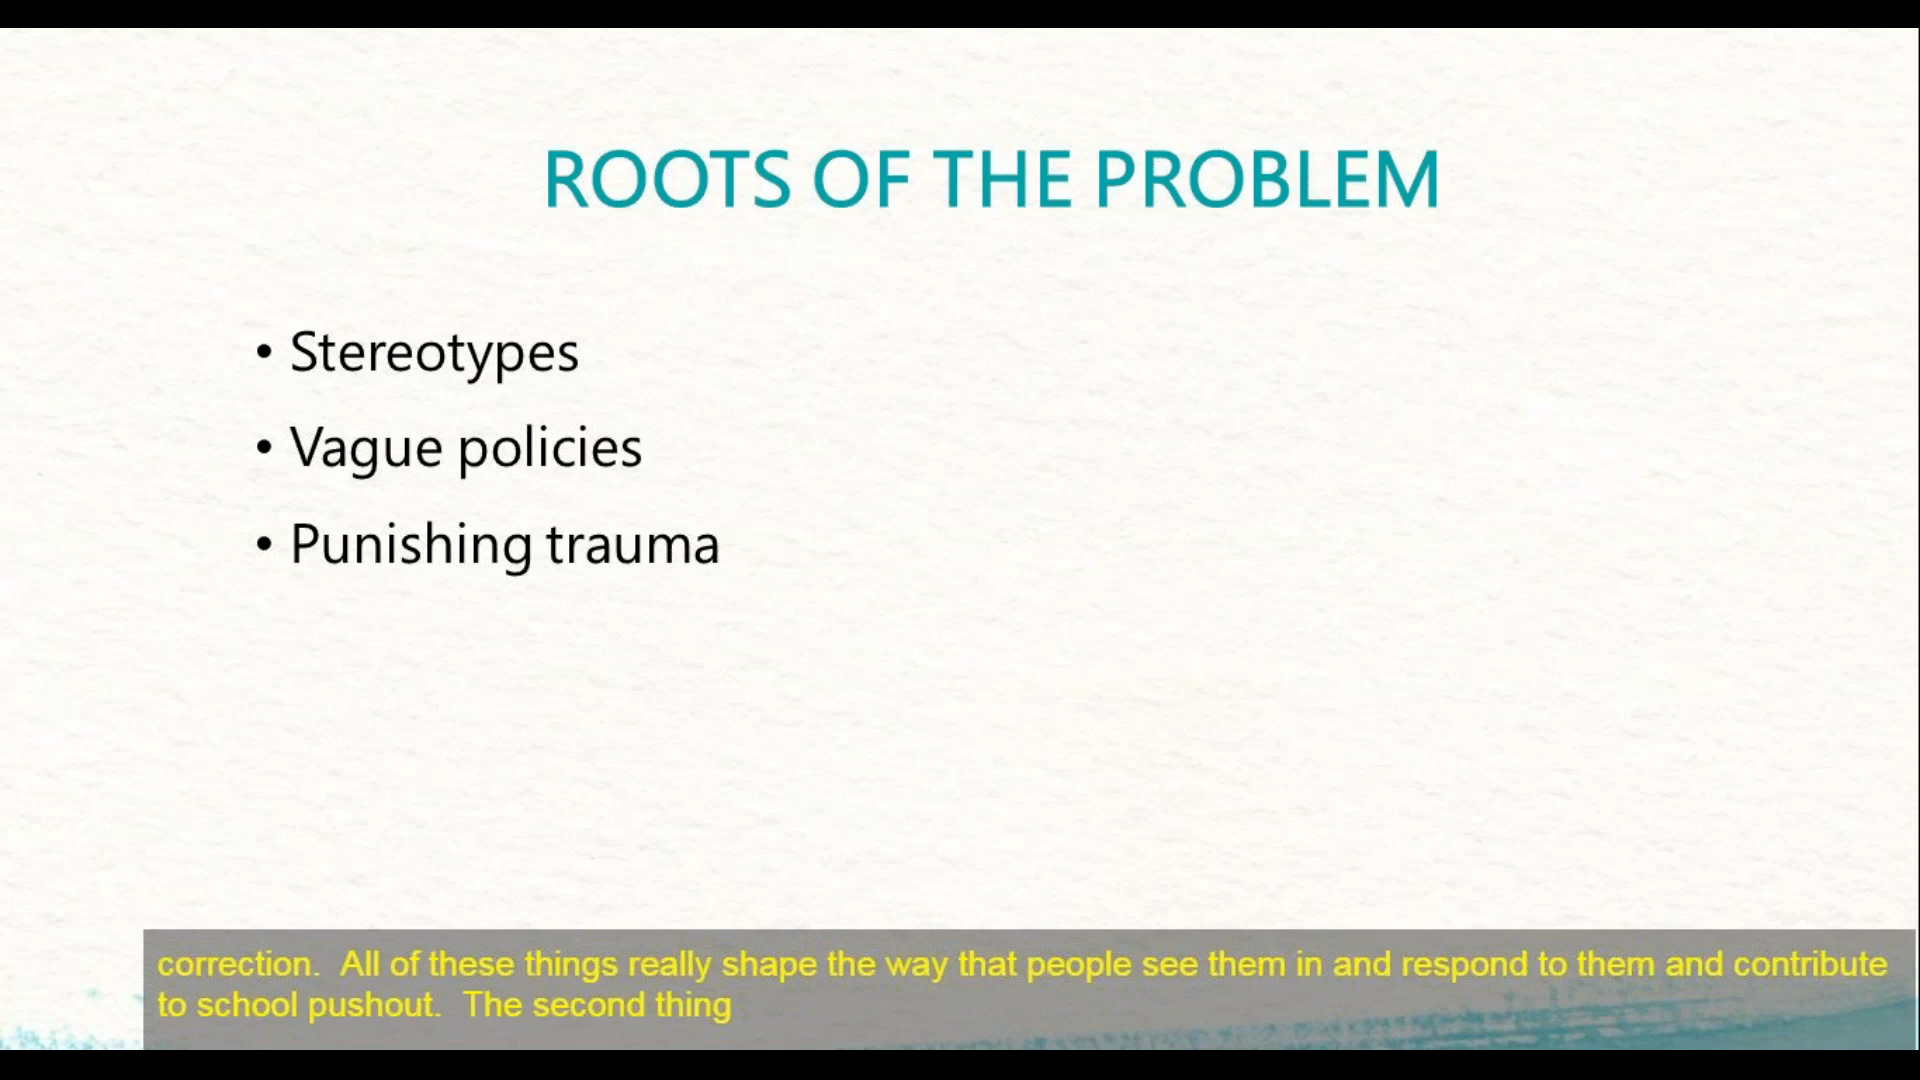 ROOTS OF THE PROBLEM
• Stereotypes
• Vague policies
• Punishing trauma
correction.  All of these things really shape the way that people see them in and respond to them and contribute
to school pushout.  The second thing